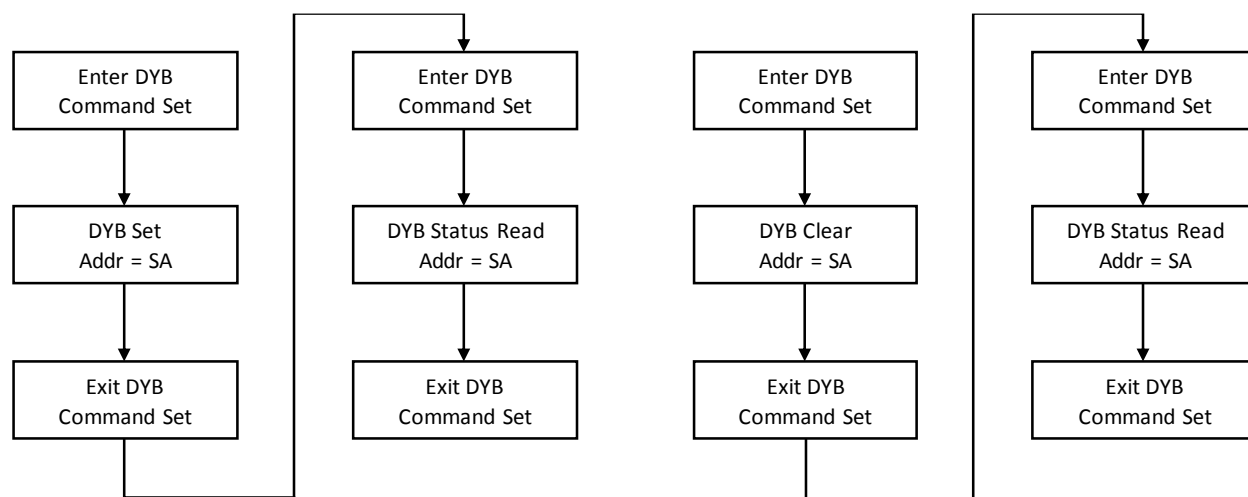 Enter DYB
Command Set
DYB Set
Addr = SA
Exit DYB
Command Set
Enter DYB
Command Set
DYB Status Read
Addr = SA
Exit DYB
Command Set
Enter DYB
Command Set
DYB Clear
Addr = SA
Exit DYB
Command Set
Enter DYB
Command Set
DYB Status Read
Addr = SA
Exit DYB
Command Set